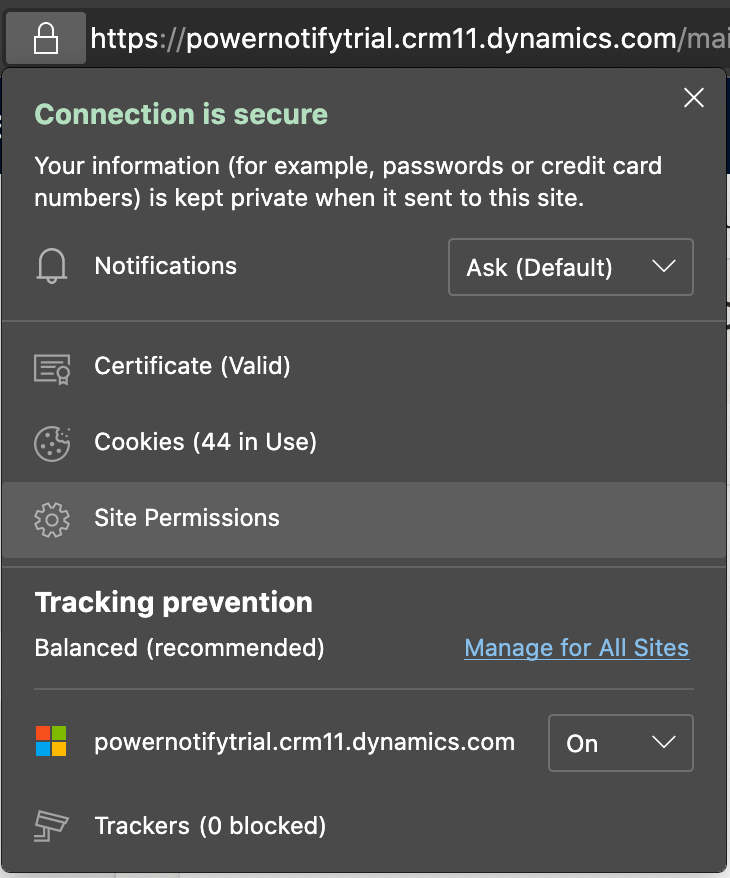 https://powernotifytrial.crm11.dynamics.com/mai
Connection is secure
Your information (for example, passwords or credit card
numbers) is kept private when it sent to this site.
Notifications
Ask (Default)
Certificate (Valid)
Cookies (44 in Use)
Site Permissions
Tracking prevention
Balanced (recommended)
Manage for All Sites
powernotifytrial.crm11.dynamics.com
On
Trackers (0 blocked)